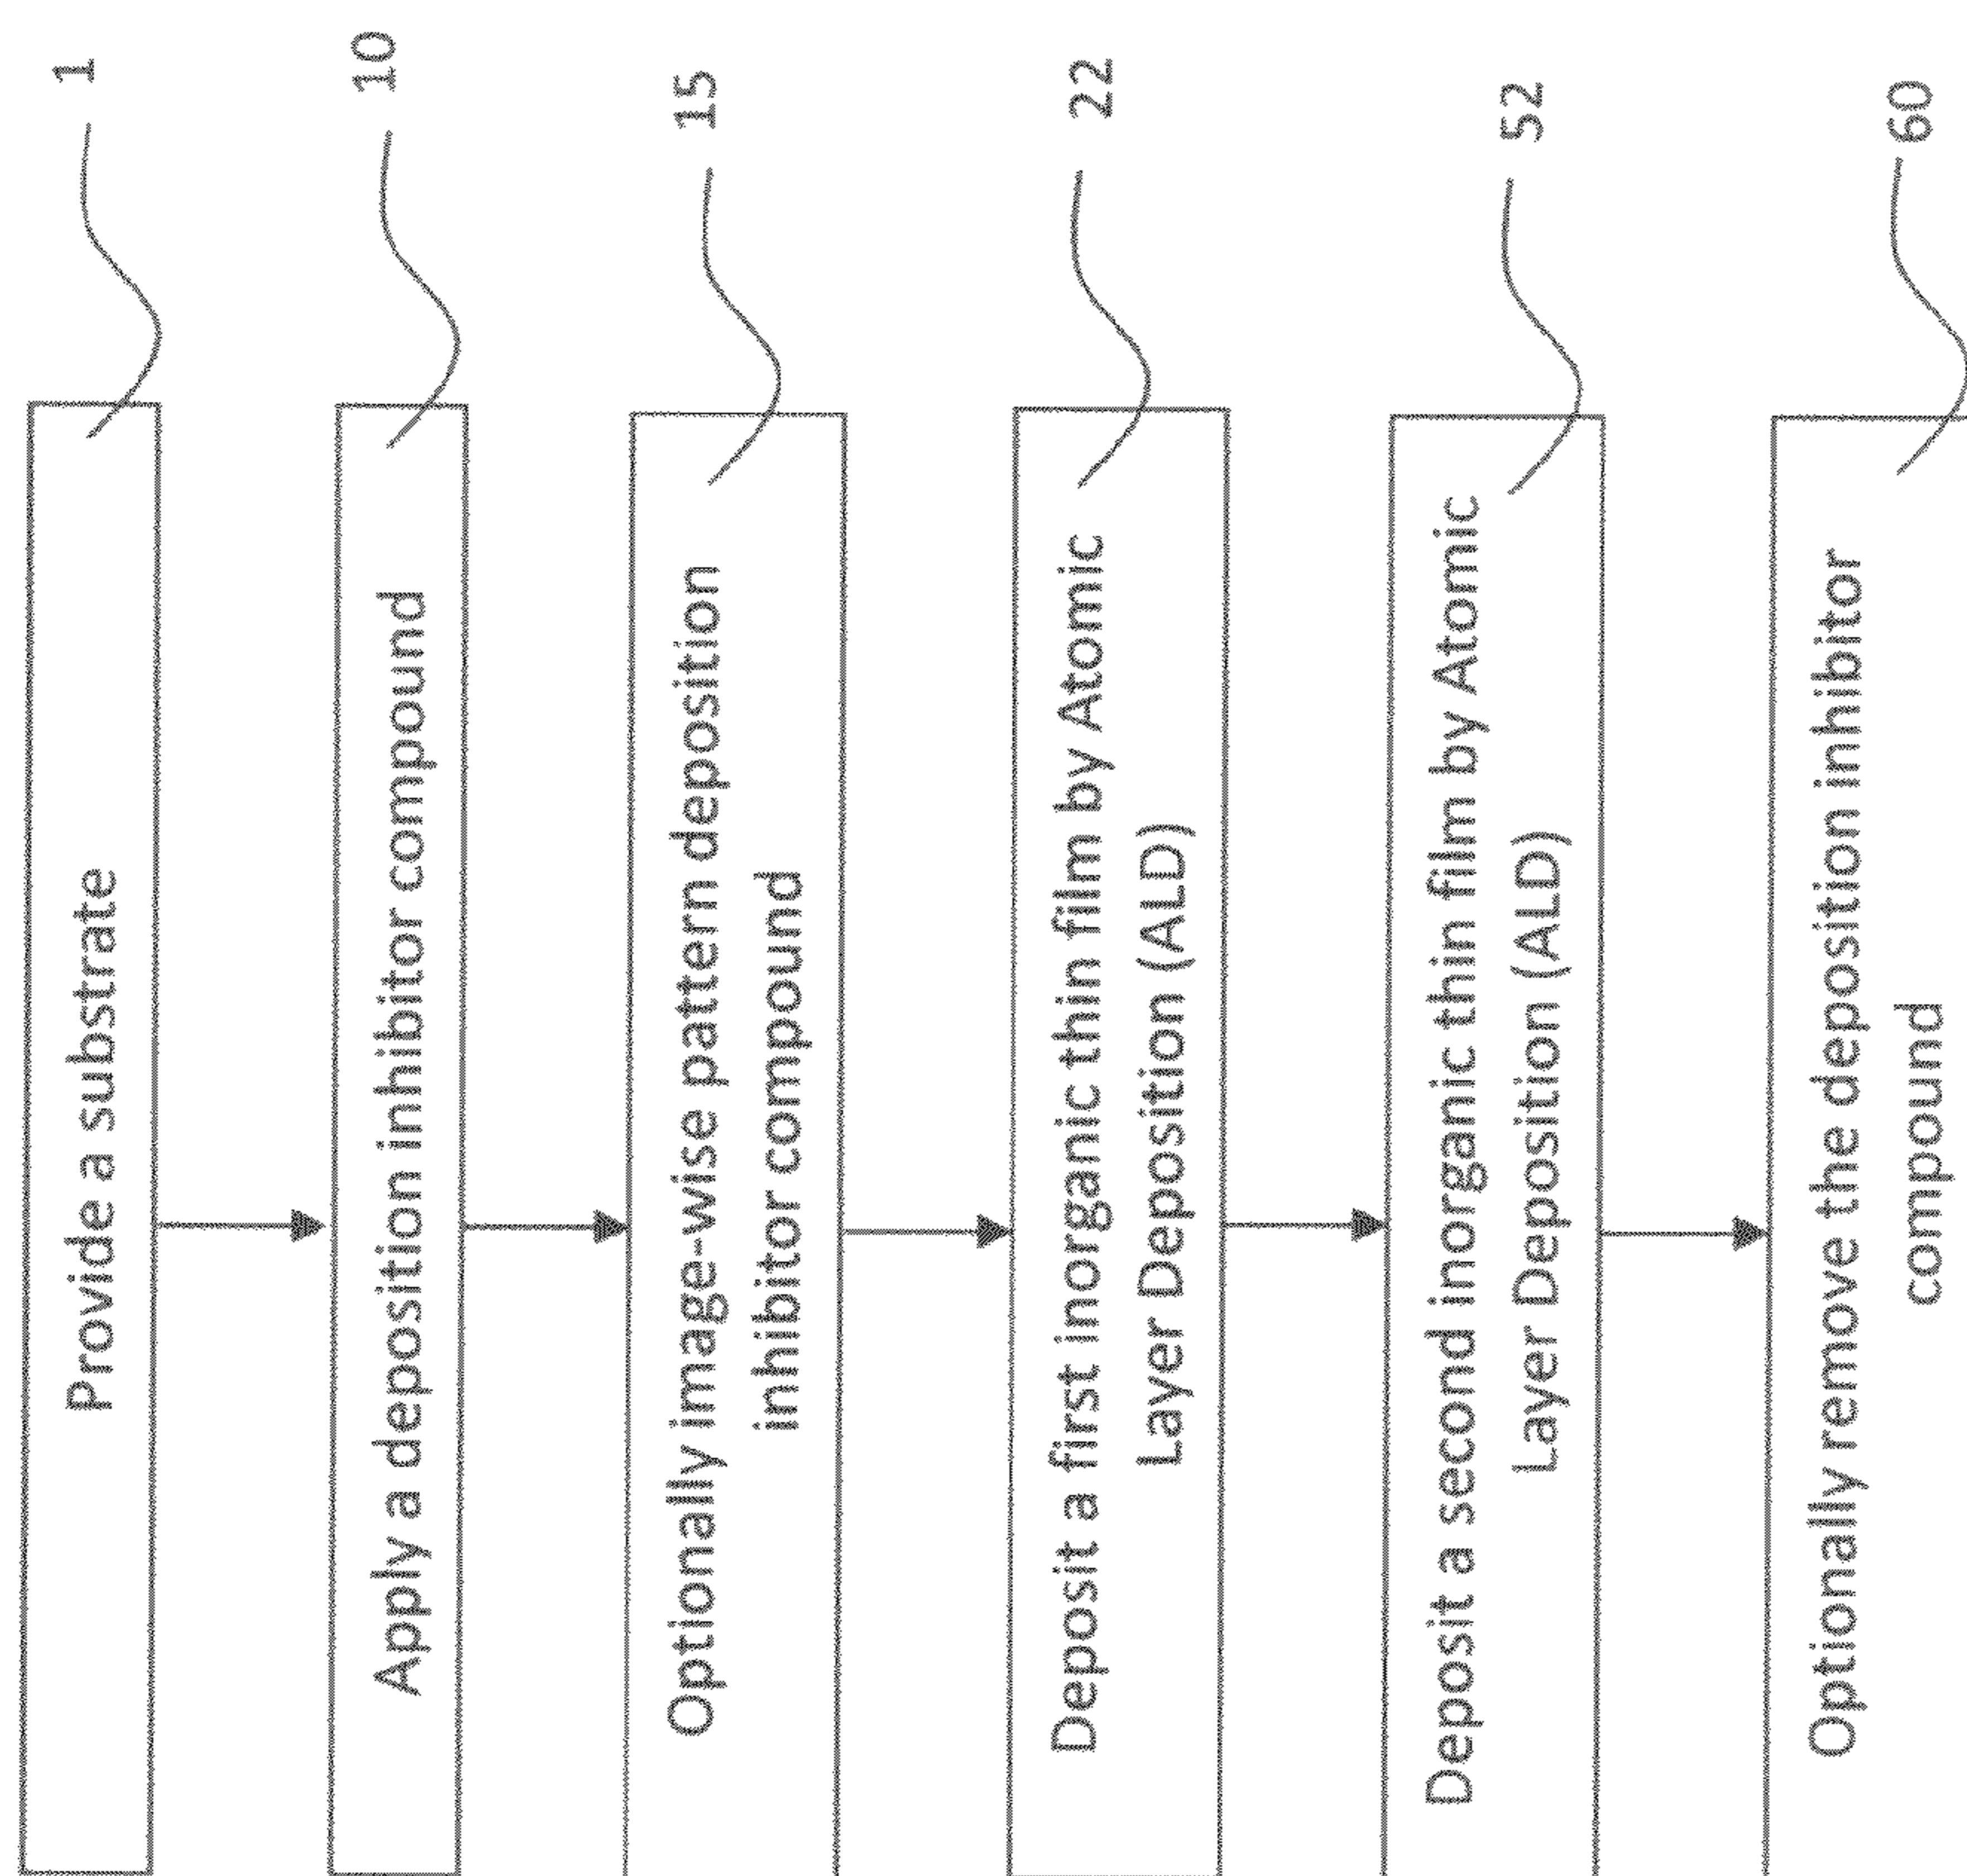 Provide a substrate
1
Apply a deposition inhibitor compound
10
Optionally image-wise pattern deposition
inhibitor compound
15
Deposit a first inorganic thin film by Atomic
Layer Deposition (ALD)
22
Deposit a second inorganic thin film by Atomic
Layer Deposition (ALD)
52
Optionally remove the deposition inhibitor
compound
60